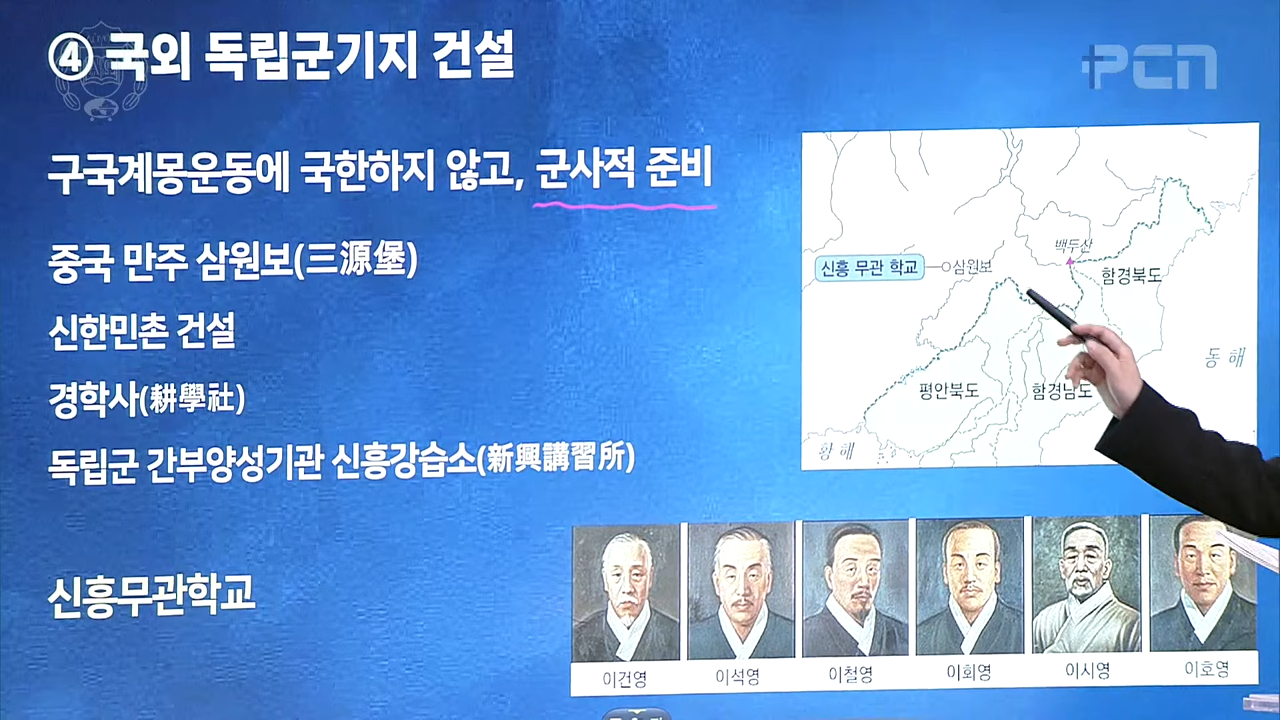 ④ 국외 독립군기지 건설
PCN
구국계몽운동에 국한하지 않고, 군사적 준비
중국 만주 삼원보(三源堡)
신한민촌 건설
경학사(耕學社)
독립군 간부양성기관 신흥강습소(新興講習所)
신흥무관학교
백두산
신흥 무관 학교
삼원보
함경북도
동해
평안북도
함경남도
황해
이건영
이석영
이철영
이회영
이시영
이호영